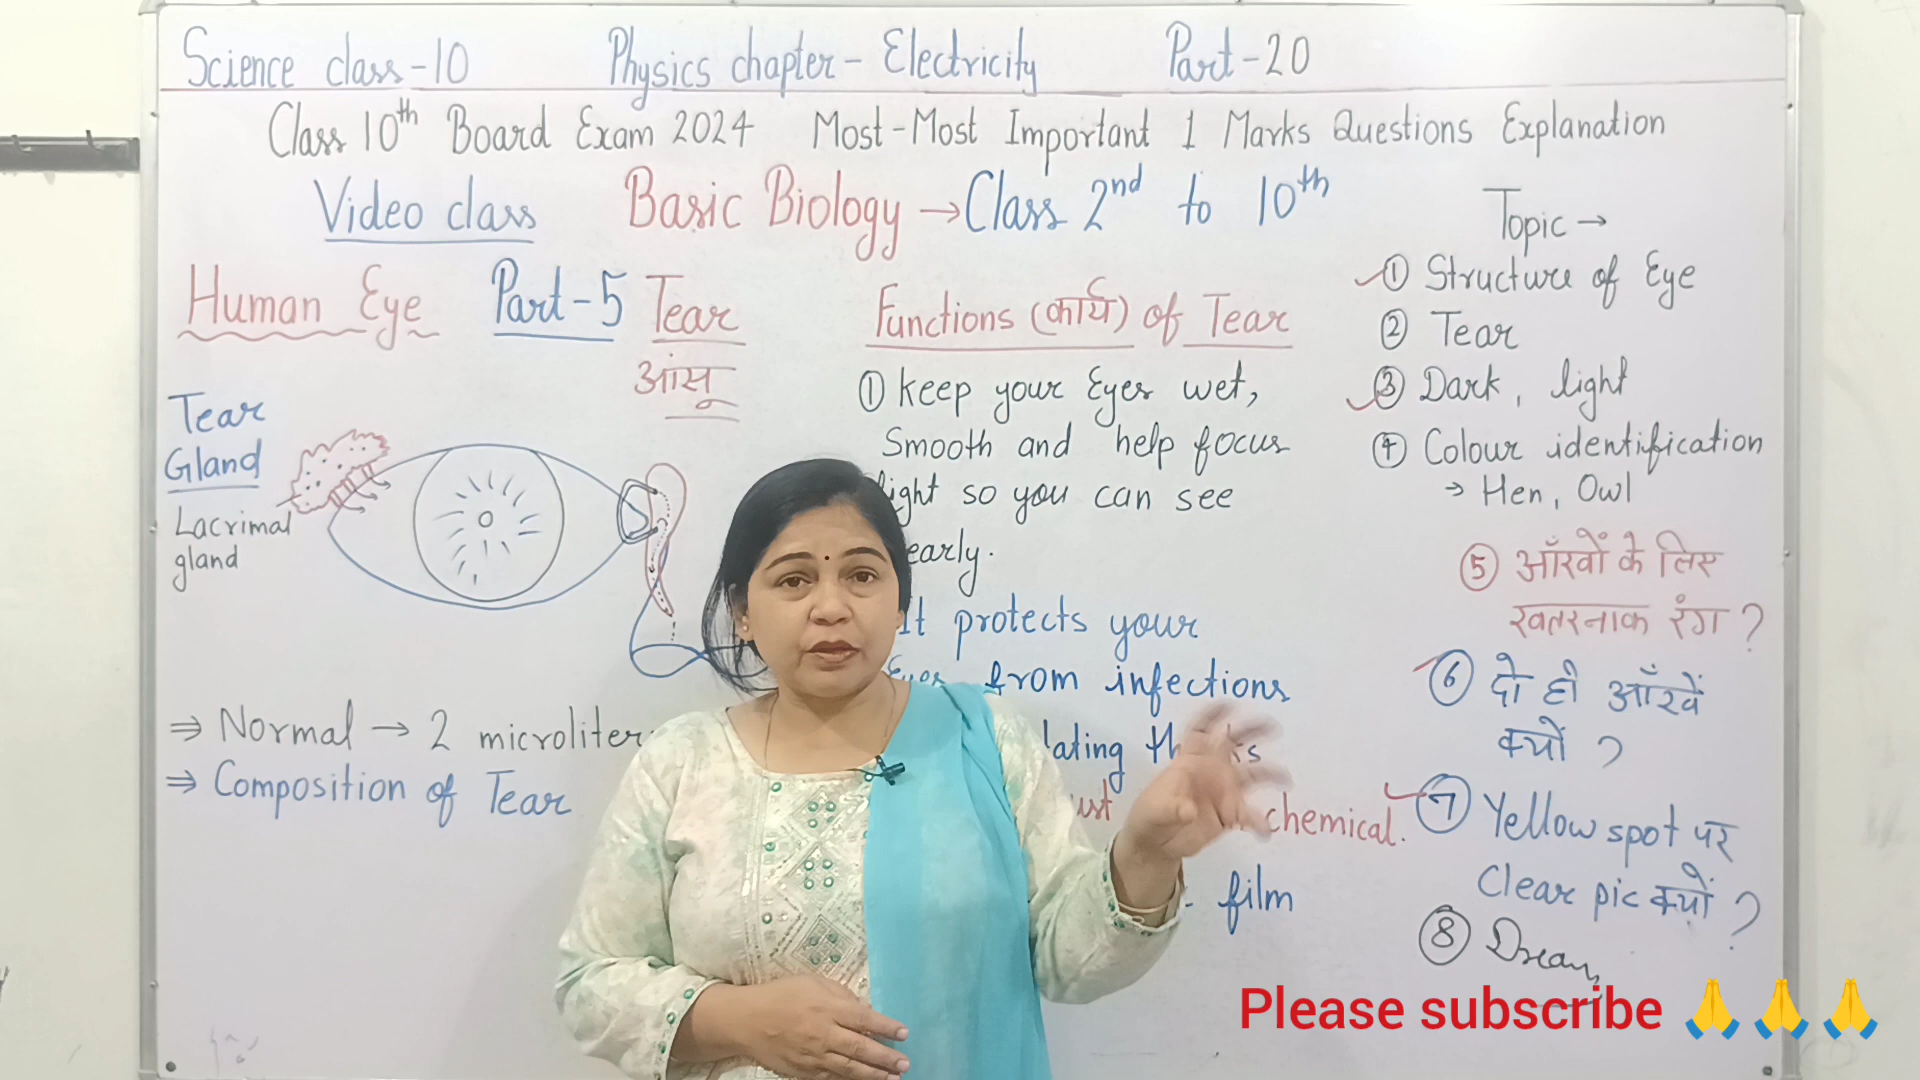 Science class-10 Physics chapter- Electricity Part-20
Class 10th Board Exam 2024 Most-Most Important 1 Marks Questions Explanation
Video class Basic Biology → Class 2nd to 10th
Human Eye Part-5 Tear
आंसू
Tear
Gland
Lacrimal
gland
⇒ Normal → 2 microliter
⇒ Composition of Tear
Functions (कार्य) of Tear
① keep your Eyes wet,
Smooth and help focus
light so you can see
early.
It protects your
Eyes from infections
lating th ks
ust chemical.
film
Topic →
① Structure of Eye
② Tear
③ Dark, light
④ Colour identification
→ Hen, Owl
⑤ आँखों के लिए
खतरनाक रंग ?
⑥ दो ही आँखें
क्यों ?
⑦ Yellow spot पर
Clear pic क्यों ?
⑧ Dream
Please subscribe 🙏 🙏 🙏